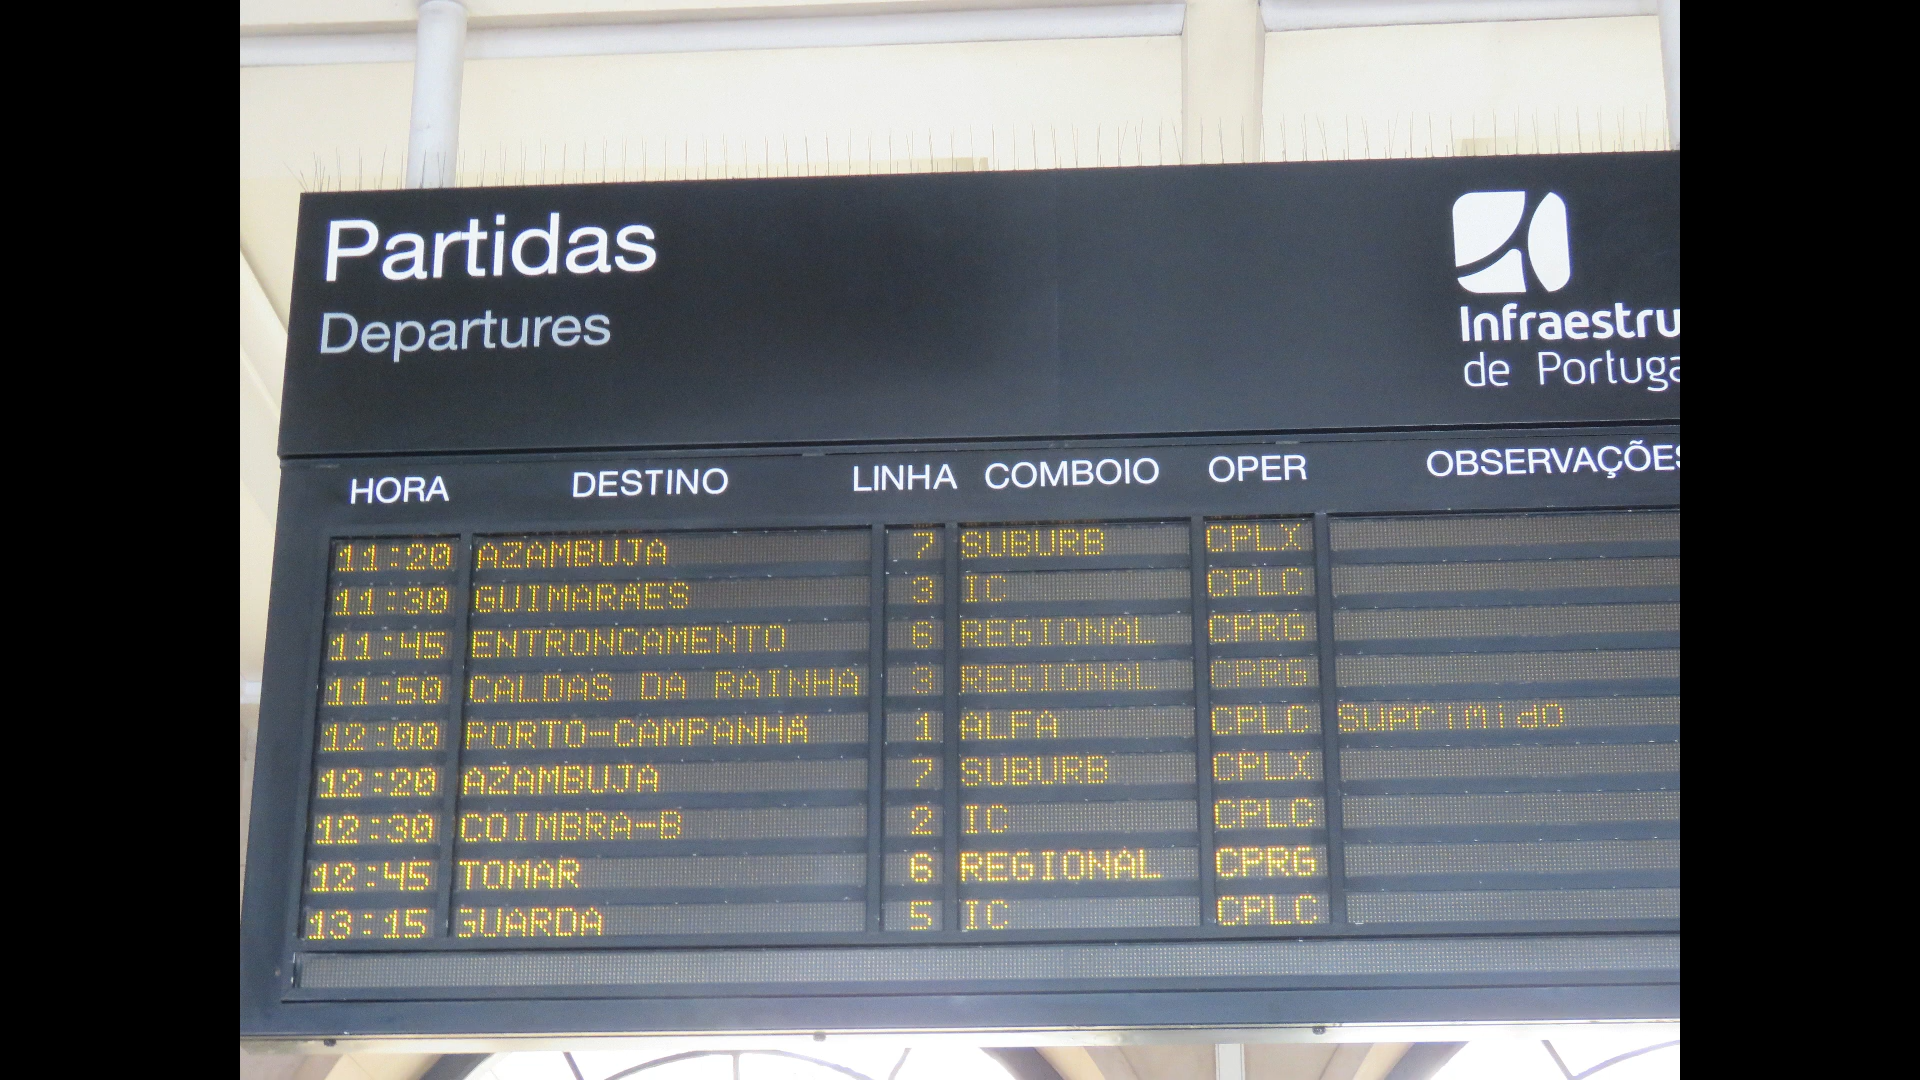 Partidas
Departures
Infraestru
de Portuga
HORA DESTINO LINHA COMBOIO OPER OBSERVAÇÕES
11:20 AZAMBUJA 7 SUBURB CPLX
11:30 GUIMARÃES 3 IC CPLC
11:45 ENTRONCAMENTO 6 REGIONAL CPRG
11:50 CALDAS DA RAINHA 3 REGIONAL CPRG
12:00 PORTO-CAMPANHÃ 1 ALFA CPLC Suprimido
12:20 AZAMBUJA 7 SUBURB CPLX
12:30 COIMBRA-B 2 IC CPLC
12:45 TOMAR 6 REGIONAL CPRG
13:15 GUARDA 5 IC CPLC